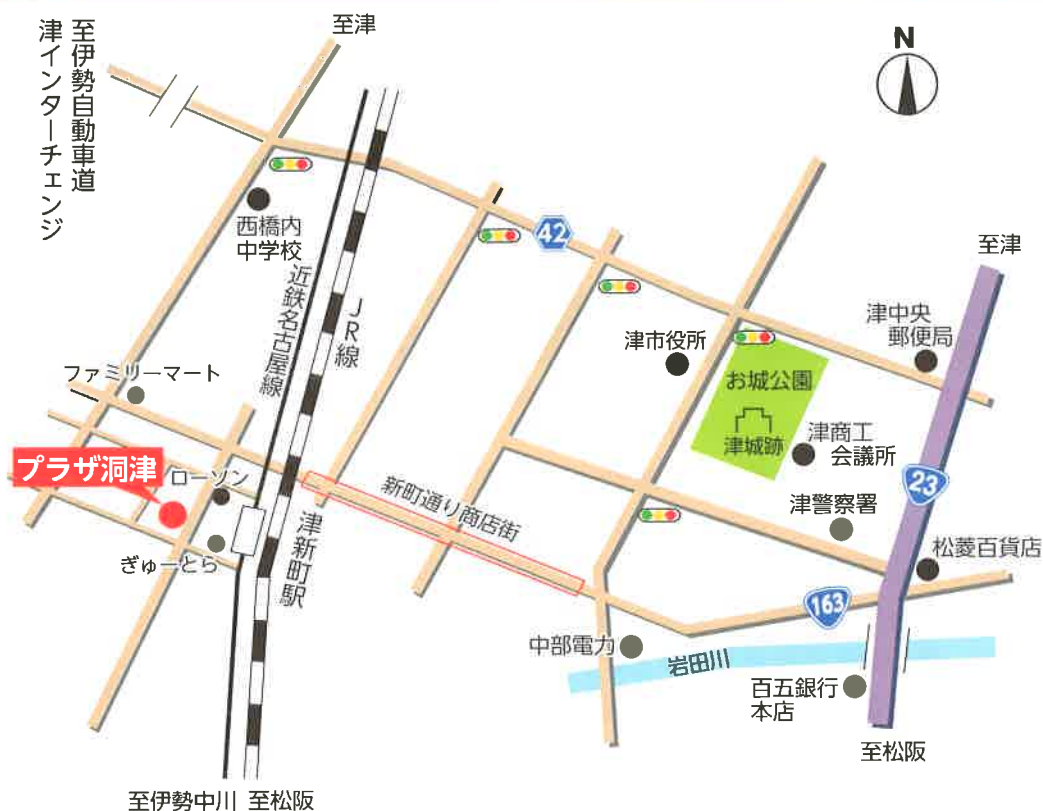 至伊勢自動車道
津インターチェンジ
至津
N
西橋内
中学校
42
至津
近鉄名古屋線
JR線
津市役所
津中央
郵便局
お城公園
津城跡
ファミリーマート
津商工
会議所
プラザ洞津
ローソン
新町通り商店街
23
津警察署
津新町駅
ぎゅーとら
松菱百貨店
163
中部電力
岩田川
百五銀行
本店
至松阪
至伊勢中川
至松阪